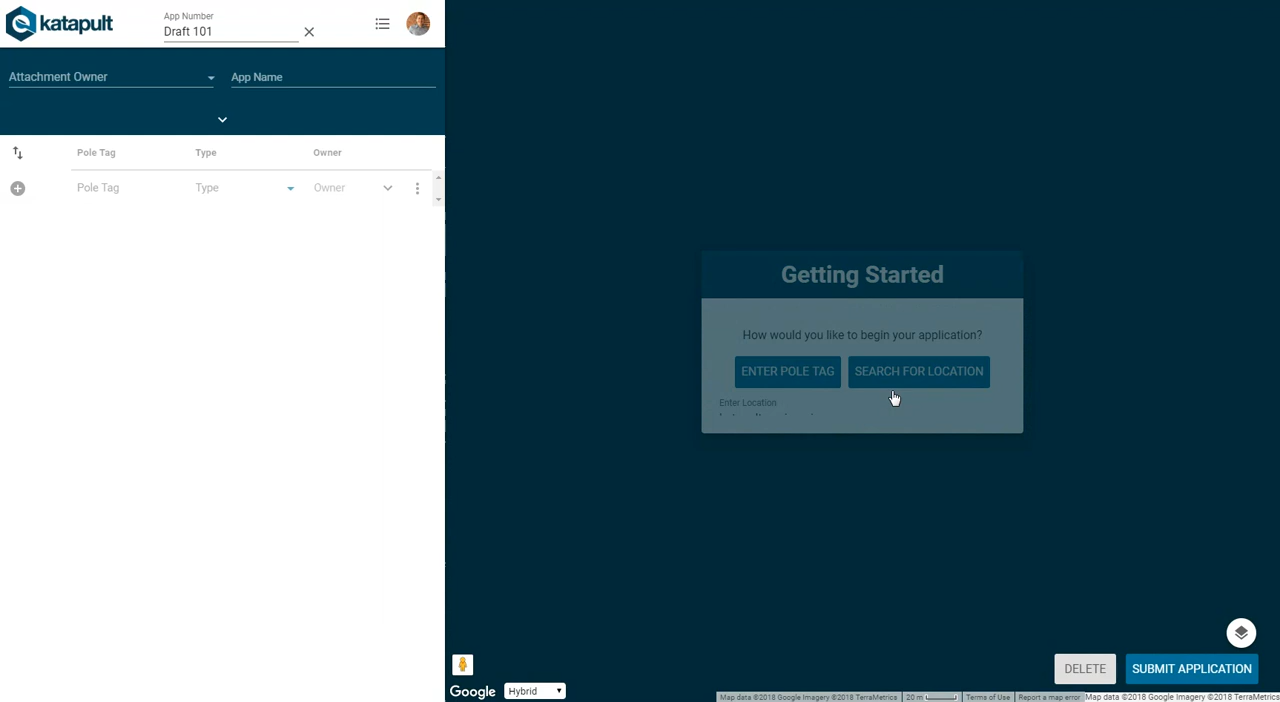 katapult
App Number
Draft 101
Attachment Owner
App Name
Pole Tag Type Owner
Pole Tag Type Owner
Getting Started
How would you like to begin your application?
ENTER POLE TAG SEARCH FOR LOCATION
Enter Location
DELETE SUBMIT APPLICATION
Google Hybrid
Map data ©2018 Google Imagery ©2018 TerraMetrics 20 m Terms of Use Report a map error Map data ©2018 Google Imagery ©2018 TerraMetrics